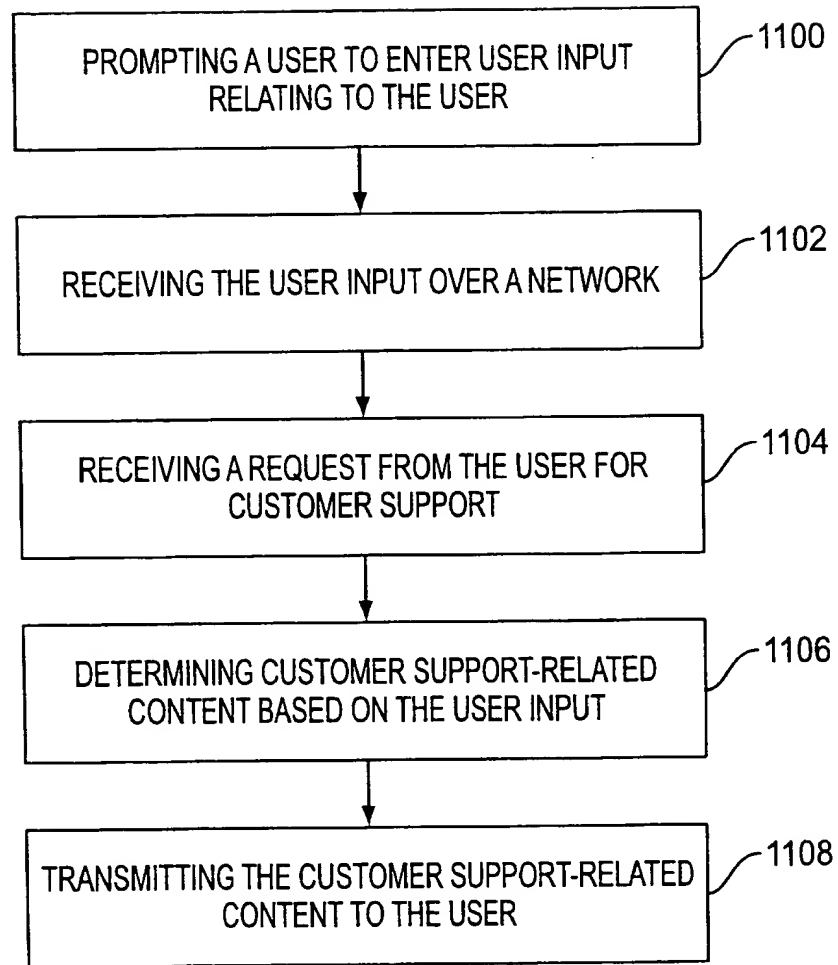 PROMPTING A USER TO ENTER USER INPUT
RELATING TO THE USER
1100
RECEIVING THE USER INPUT OVER A NETWORK
1102
RECEIVING A REQUEST FROM THE USER FOR
CUSTOMER SUPPORT
1104
DETERMINING CUSTOMER SUPPORT-RELATED
CONTENT BASED ON THE USER INPUT
1106
TRANSMITTING THE CUSTOMER SUPPORT-RELATED
CONTENT TO THE USER
1108